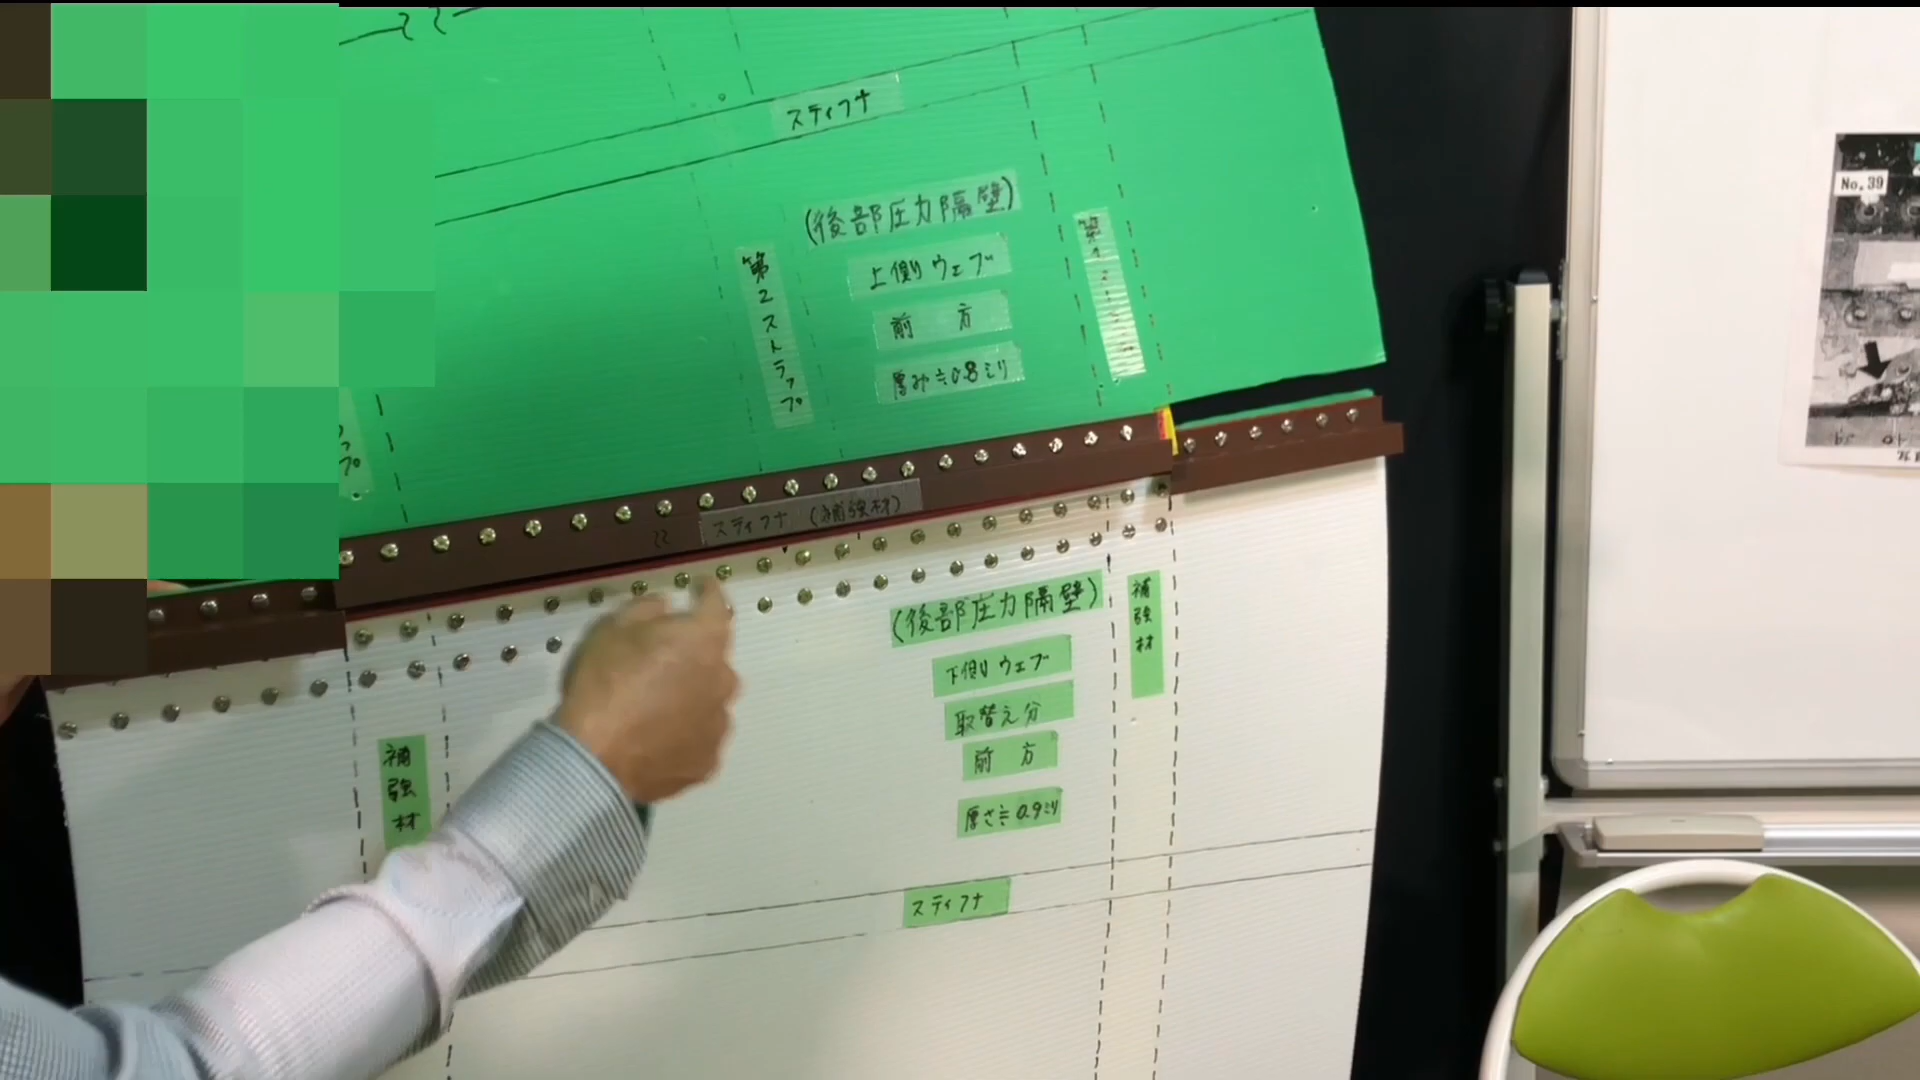 スティフナ
(後部圧力隔壁)
上側ウェブ
前 方
厚み≒0.8ミリ
第2ストラップ
第1
スティフナ (補強材)
(後部圧力隔壁)
下側ウェブ
取替え分
前 方
厚さ≒0.9ミリ
補強材
補強材
スティフナ
No.39